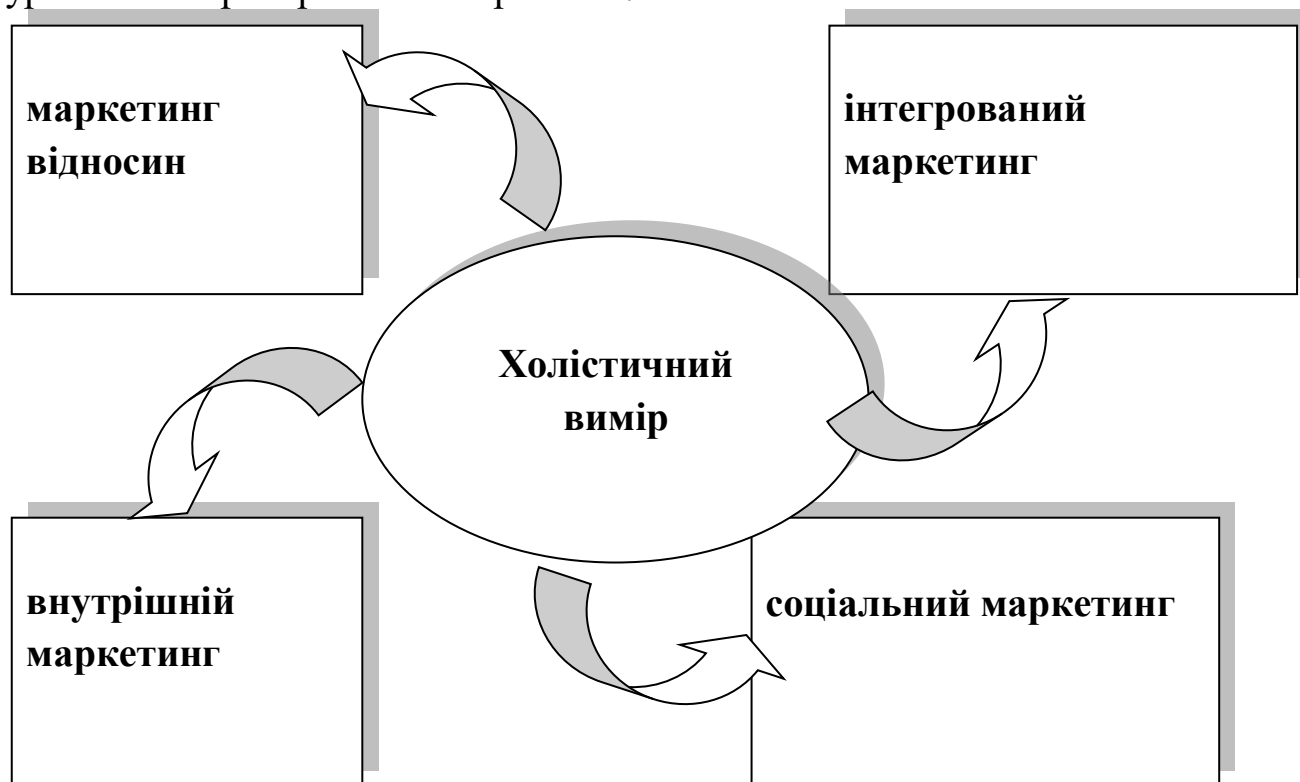 маркетинг
відносин
інтегрований
маркетинг
Холістичний
вимір
внутрішній
маркетинг
соціальний маркетинг